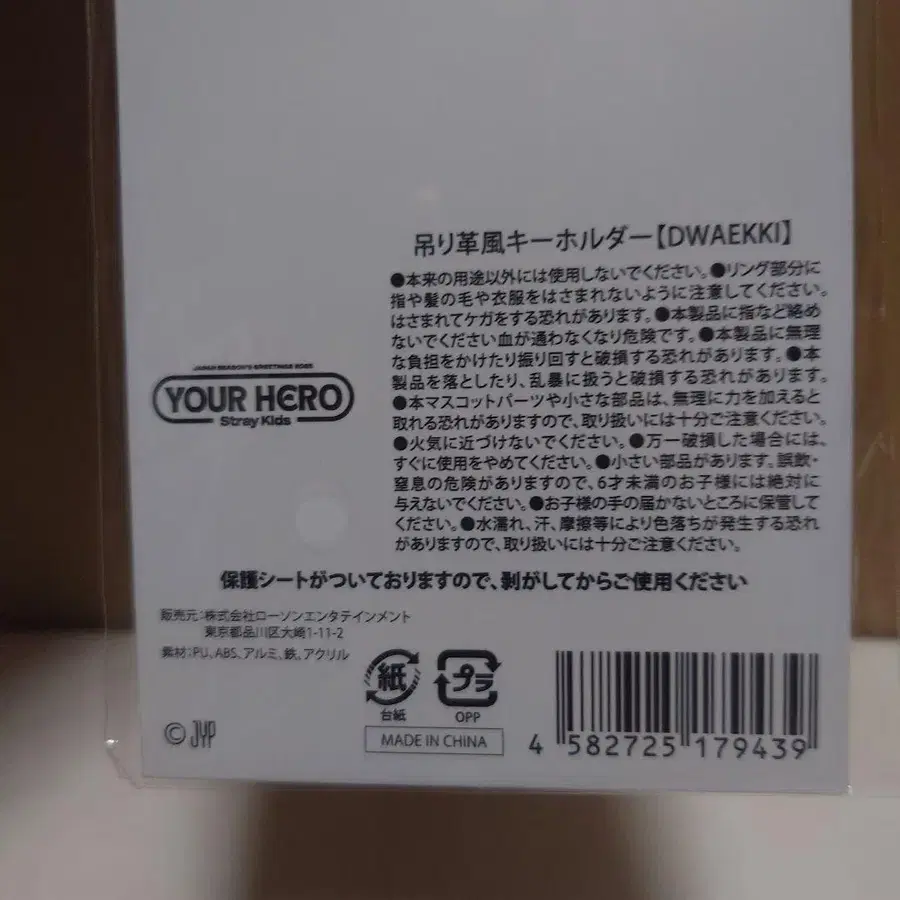 吊り革風キーホルダー【DWAEKKI】
●本来の用途以外には使用しないでください。●リング部分に
指や髪の毛や衣服をはさまれないように注意してください。
はさまれてケガをする恐れがあります。●本製品に指など絡め
ないでください血が通わなくなり危険です。●本製品に無理
な負担をかけたり振り回すと破損する恐れがあります。●本
製品を落としたり、乱暴に扱うと破損する恐れがあります。
●本マスコットパーツや小さな部品は、無理に力を加えると
取れる恐れがありますので、取り扱いには十分ご注意ください。
●火気に近づけないでください。●万一破損した場合には、
すぐに使用をやめてください。●小さい部品があります。誤飲・
窒息の危険がありますので、6才未満のお子様には絶対に
与えないでください。●お子様の手の届かないところに保管して
ください。●水濡れ、汗、摩擦等により色落ちが発生する恐れ
がありますので、取り扱いには十分ご注意ください。
JAPAN SEASON'S GREETINGS 2025
YOUR HERO
Stray Kids
保護シートがついておりますので、剥がしてからご使用ください
販売元:株式会社ローソンエンタテインメント
東京都品川区大崎1-11-2
素材:PU、ABS、アルミ、鉄、アクリル
紙
台紙
プラ
OPP
MADE IN CHINA
© JYP
4 582725 179439